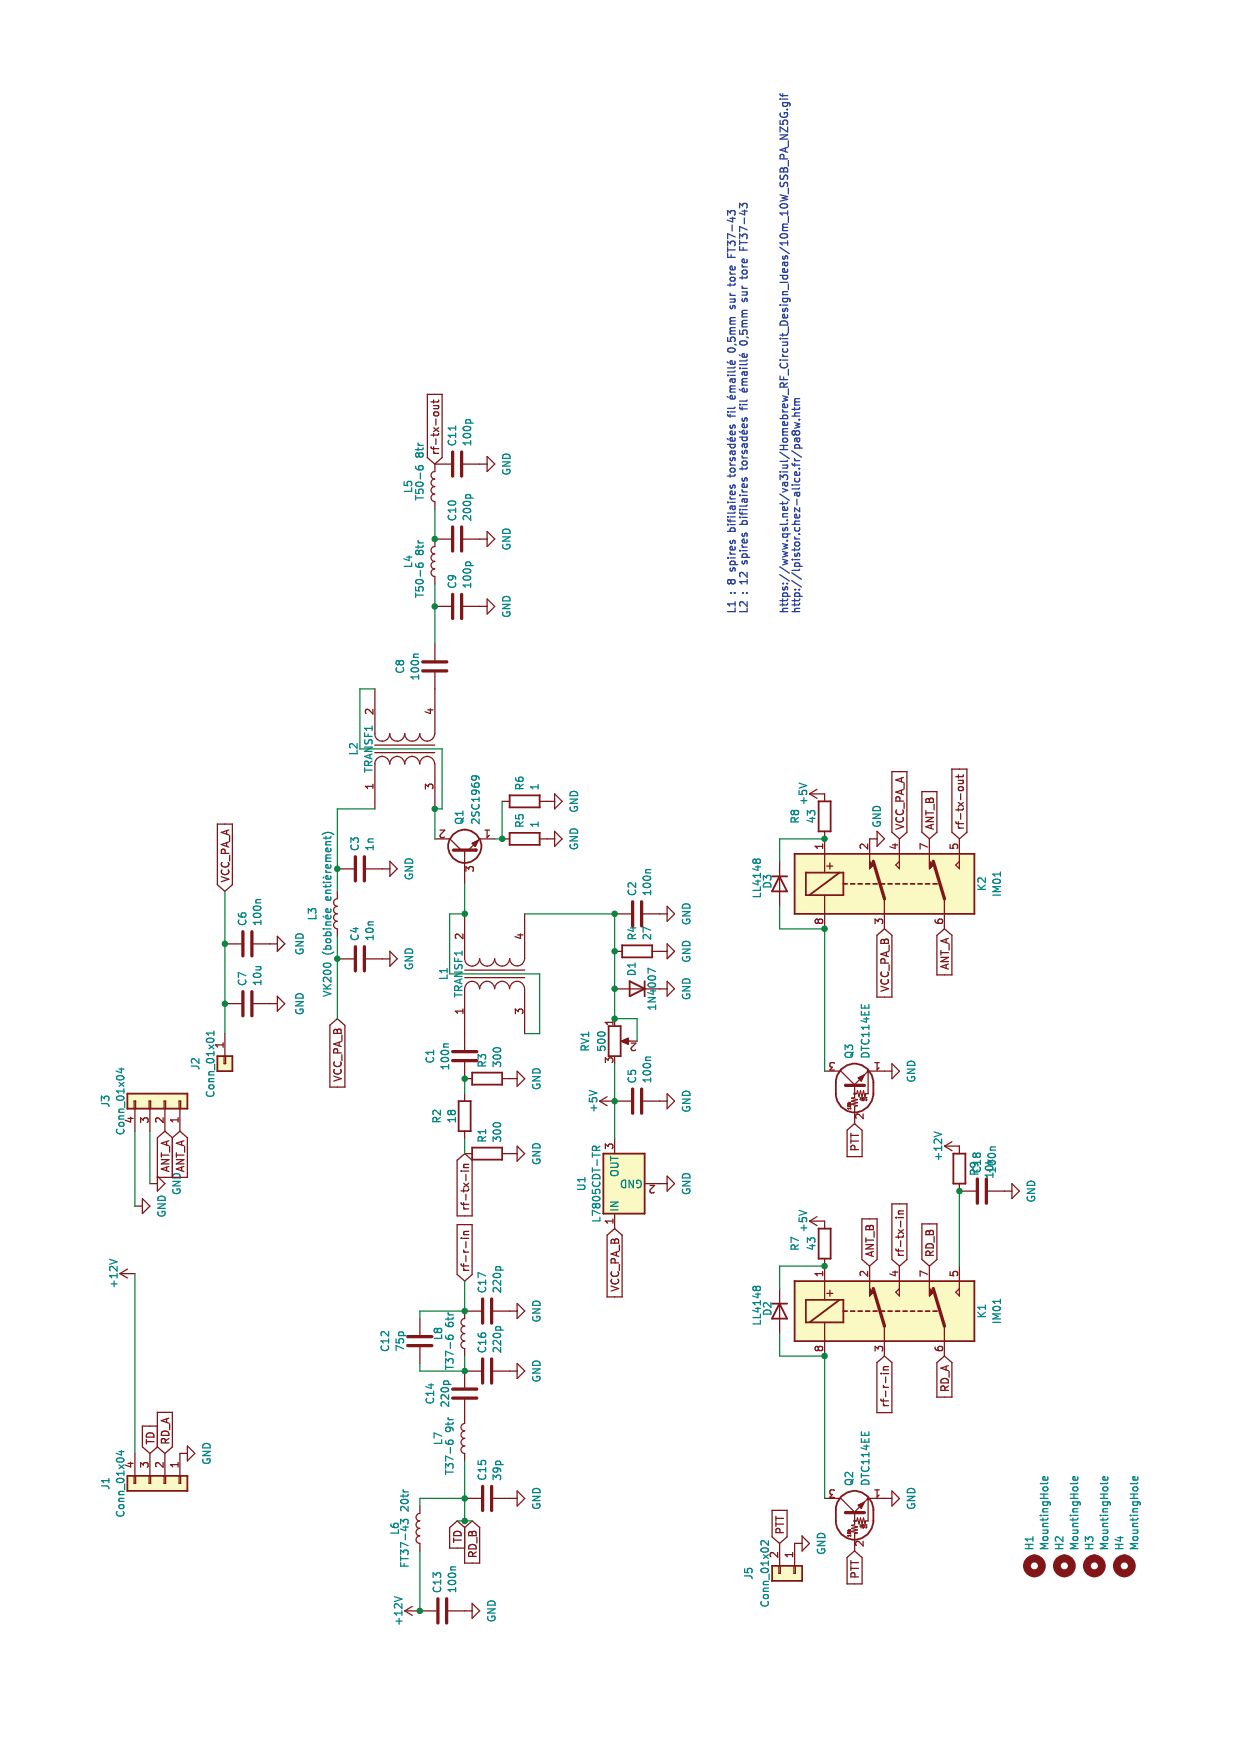 J1
Conn_01x04
+12V
4
3
2
1
TD
RD_A
GND
J3
Conn_01x04
4
3
2
1
ANT_A
ANT_A
GND
GND
J2
Conn_01x01
1
C7
10u
GND
C6
100n
GND
VCC_PA_A
VCC_PA_B
C4
10n
GND
L3
VK200 (bobinée entièrement)
C3
1n
GND
L2
TRANSF1
1
2
3
4
+12V
C13
100n
GND
L6
FT37-43 20tr
TD
RD_B
C15
39p
GND
L7
T37-6 9tr
C14
220p
C12
75p
L8
T37-6 6tr
C16
220p
GND
C17
220p
GND
rf-r-in
rf-tx-in
R1
300
GND
R2
18
R3
300
GND
C1
100n
L1
TRANSF1
1
2
3
4
Q1
2SC1969
1
2
3
R5
1
GND
R6
1
GND
C8
100n
C9
100p
GND
L4
T50-6 8tr
C10
200p
GND
L5
T50-6 8tr
C11
100p
GND
rf-tx-out
VCC_PA_B
U1
L7805CDT-TR
IN
OUT
GND
1
2
3
GND
+5V
C5
100n
GND
RV1
500
1
2
3
D1
1N4007
GND
R4
27
GND
C2
100n
GND
L1 : 8 spires bifilaires torsadées fil émaillé 0,5mm sur tore FT37-43
L2 : 12 spires bifilaires torsadées fil émaillé 0,5mm sur tore FT37-43
https://www.qsl.net/va3iul/Homebrew_RF_Circuit_Design_Ideas/10m_10W_SSB_PA_NZ5G.gif
http://lpistor.chez-alice.fr/pa8w.htm
J5
Conn_01x02
2
1
PTT
GND
PTT
Q2
DTC114EE
1
2
3
GND
LL4148
D2
R7
43
+5V
8
1
3
2
4
6
7
5
+
rf-r-in
RD_A
ANT_B
rf-tx-in
RD_B
K1
IM01
+12V
R9
C18
100n
GND
PTT
Q3
DTC114EE
1
2
3
GND
LL4148
D3
R8
43
+5V
8
1
3
2
4
6
7
5
+
VCC_PA_B
ANT_A
GND
VCC_PA_A
ANT_B
rf-tx-out
K2
IM01
H1
MountingHole
H2
MountingHole
H3
MountingHole
H4
MountingHole